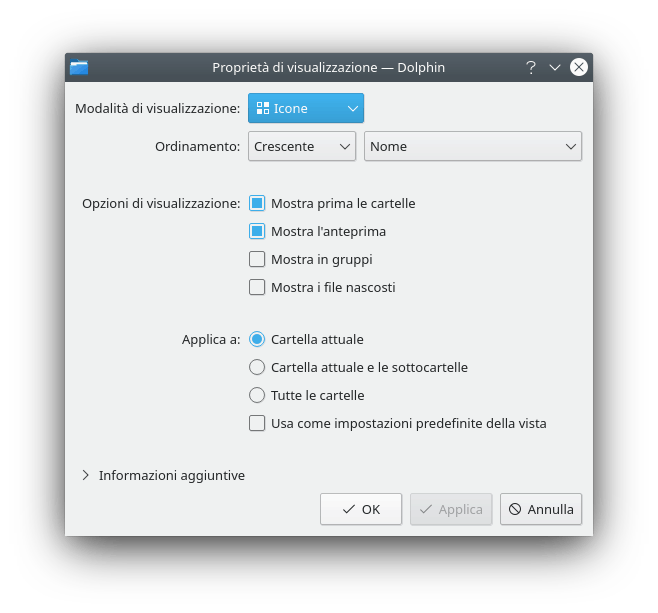 Proprietà di visualizzazione — Dolphin
Modalità di visualizzazione: Icone
Ordinamento: Crescente Nome
Opzioni di visualizzazione: Mostra prima le cartelle
Mostra l'anteprima
Mostra in gruppi
Mostra i file nascosti
Applica a: Cartella attuale
Cartella attuale e le sottocartelle
Tutte le cartelle
Usa come impostazioni predefinite della vista
Informazioni aggiuntive
OK Applica Annulla